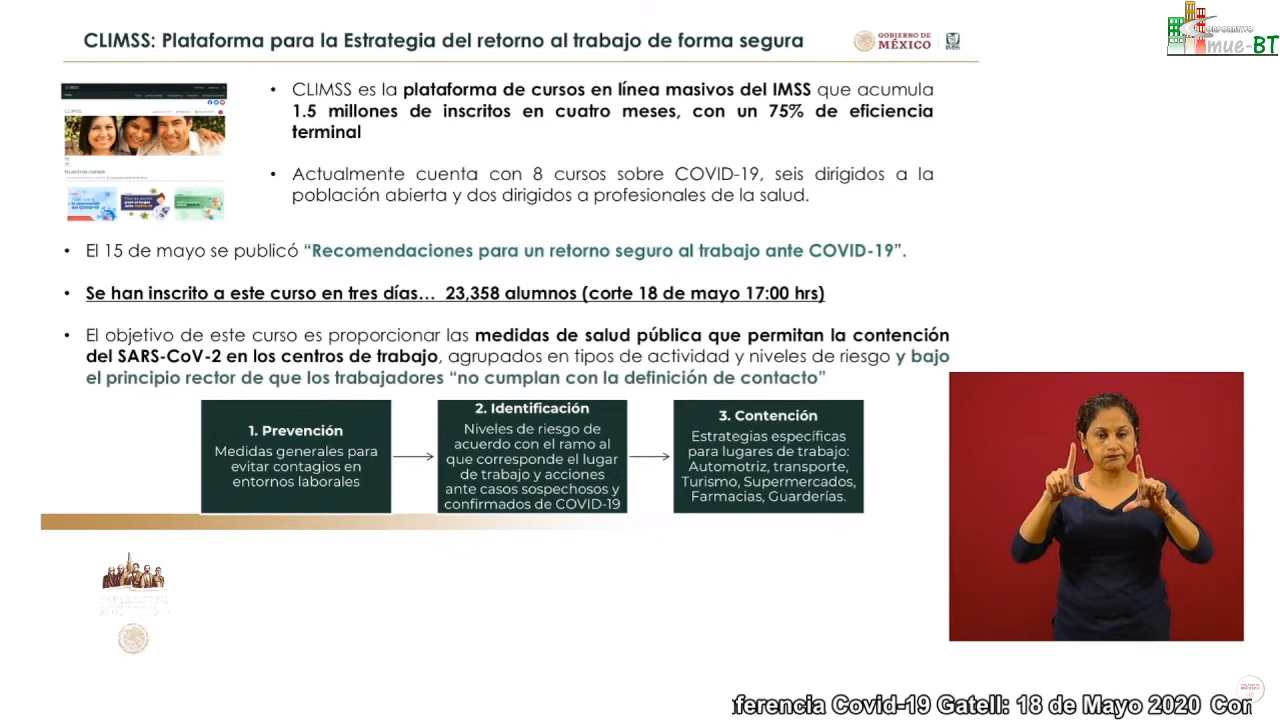 CLIMSS: Plataforma para la Estrategia del retorno al trabajo de forma segura
GOBIERNO DE
MÉXICO
CORPORATIVO
mue-BT
• CLIMSS es la plataforma de cursos en línea masivos del IMSS que acumula
1.5 millones de inscritos en cuatro meses, con un 75% de eficiencia
terminal
• Actualmente cuenta con 8 cursos sobre COVID-19, seis dirigidos a la
población abierta y dos dirigidos a profesionales de la salud.
CLIMSS
Nuestros cursos
• El 15 de mayo se publicó “Recomendaciones para un retorno seguro al trabajo ante COVID-19”.
• Se han inscrito a este curso en tres días… 23,358 alumnos (corte 18 de mayo 17:00 hrs)
• El objetivo de este curso es proporcionar las medidas de salud pública que permitan la contención
del SARS-CoV-2 en los centros de trabajo, agrupados en tipos de actividad y niveles de riesgo y bajo
el principio rector de que los trabajadores “no cumplan con la definición de contacto”
1. Prevención
Medidas generales para
evitar contagios en
entornos laborales
2. Identificación
Niveles de riesgo de
acuerdo con el ramo al
que corresponde el lugar
de trabajo y acciones
ante casos sospechosos y
confirmados de COVID-19
3. Contención
Estrategias específicas
para lugares de trabajo:
Automotriz, transporte,
Turismo, Supermercados,
Farmacias, Guarderías.
nferencia Covid-19 Gatell: 18 de Mayo 2020 Con